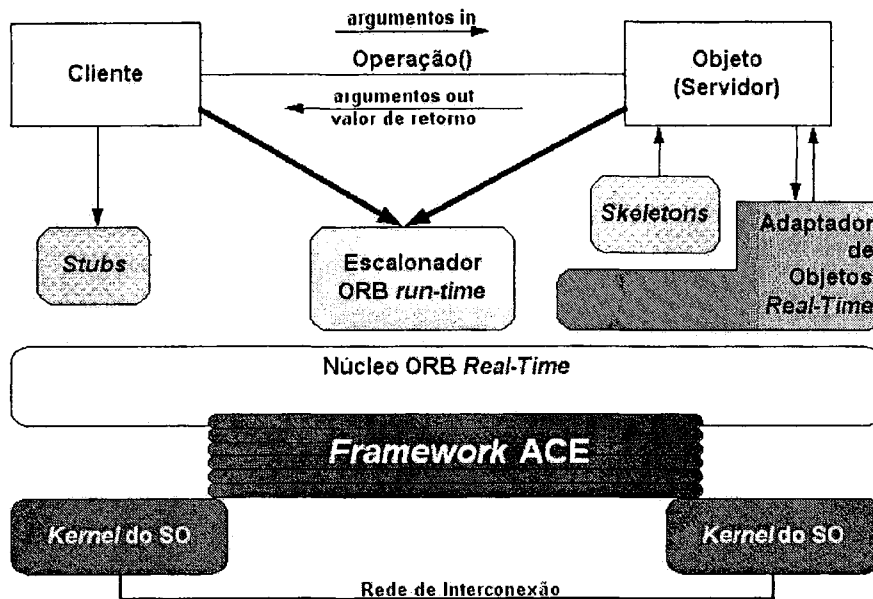 argumentos in
Cliente
Operação()
Objeto
(Servidor)
argumentos out
valor de retorno
Stubs
Escalonador
ORB run-time
Skeletons
Adaptador
de
Objetos
Real-Time
Núcleo ORB Real-Time
Framework ACE
Kernel do SO
Kernel do SO
Rede de Interconexão